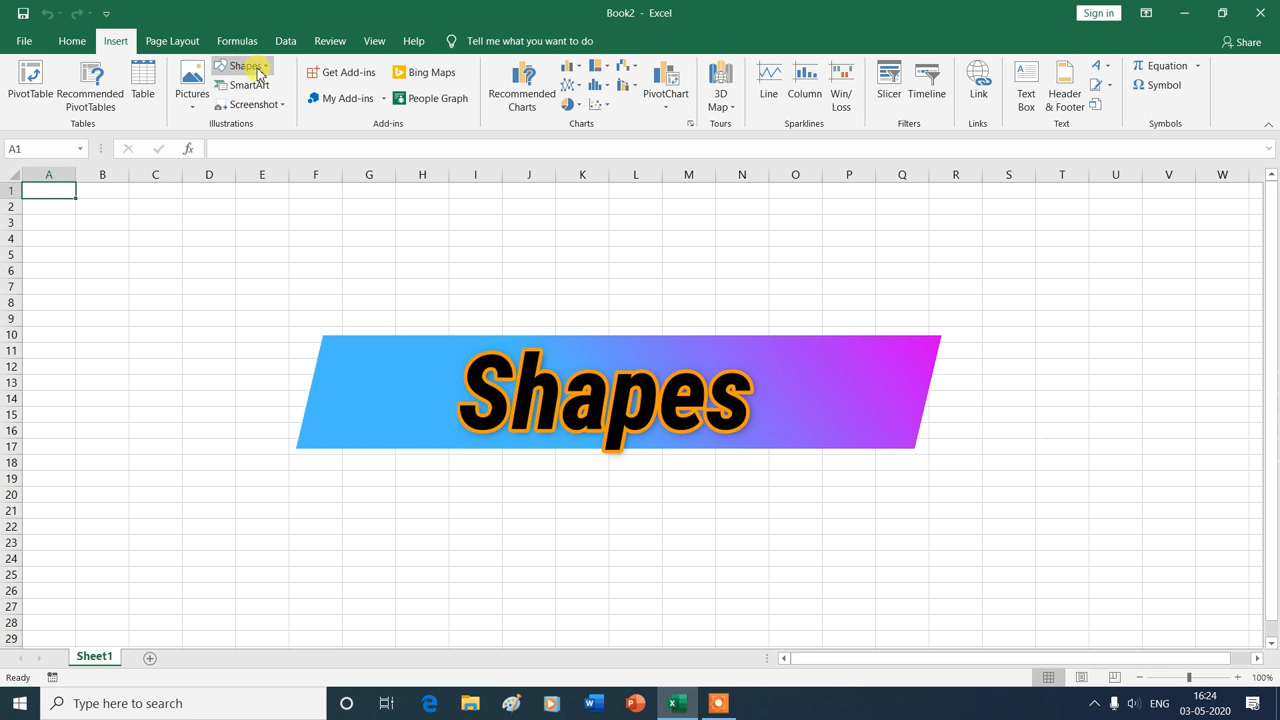 Book2 - Excel
Sign in
File Home Insert Page Layout Formulas Data Review View Help Tell me what you want to do
Share
PivotTable
Recommended
PivotTables
Table
Tables
Pictures
Shapes
SmartArt
Screenshot
Illustrations
Get Add-ins
My Add-ins
Bing Maps
People Graph
Add-ins
Recommended
Charts
PivotChart
Charts
3D
Map
Tours
Line
Column
Win/
Loss
Sparklines
Slicer
Timeline
Filters
Link
Links
Text
Box
Header
& Footer
Text
Equation
Symbol
Symbols
A1
fx
A B C D E F G H I J K L M N O P Q R S T U V W
1
2
3
4
5
6
7
8
9
10
11
12
13
14
15
16
17
18
19
20
21
22
23
24
25
26
27
28
29
Shapes
Sheet1
Ready
100%
Type here to search
ENG
16:24
03-05-2020